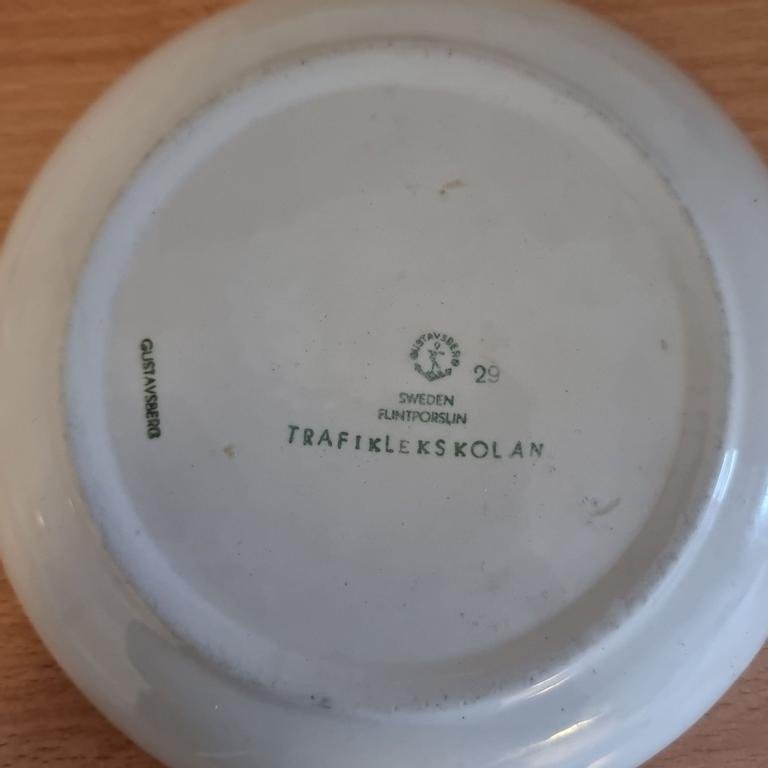 GUSTAVSBERG
GUSTAVSBERG
29
SWEDEN
FLINTPORSLIN
TRAFIKLEKSKOLAN